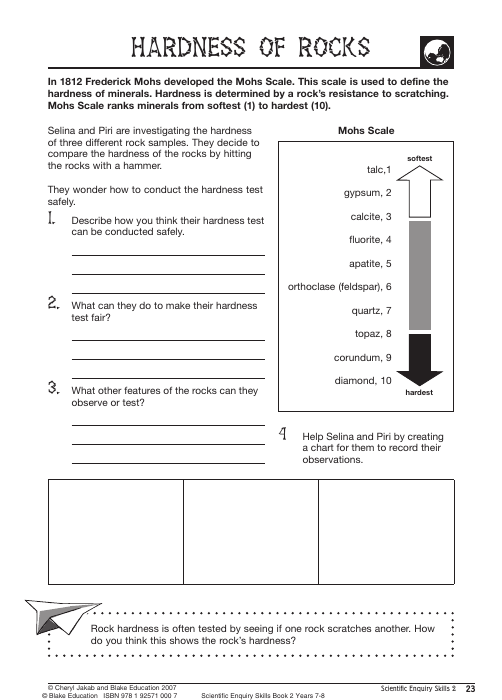 HARDNESS OF ROCKS
In 1812 Frederick Mohs developed the Mohs Scale. This scale is used to define the
hardness of minerals. Hardness is determined by a rock's resistance to scratching.
Mohs Scale ranks minerals from softest (1) to hardest (10).
Selina and Piri are investigating the hardness
of three different rock samples. They decide to
compare the hardness of the rocks by hitting
the rocks with a hammer.
They wonder how to conduct the hardness test
safely.
1. Describe how you think their hardness test
can be conducted safely.
2. What can they do to make their hardness
test fair?
3. What other features of the rocks can they
observe or test?
Mohs Scale
softest
talc,1
gypsum, 2
calcite, 3
fluorite, 4
apatite, 5
orthoclase (feldspar), 6
quartz, 7
topaz, 8
corundum, 9
diamond, 10
hardest
4 Help Selina and Piri by creating
a chart for them to record their
observations.
Rock hardness is often tested by seeing if one rock scratches another. How
do you think this shows the rock's hardness?
© Cheryl Jakab and Blake Education 2007
© Blake Education ISBN 978 1 92571 000 7 Scientific Enquiry Skills Book 2 Years 7-8
Scientific Enquiry Skills 2 23